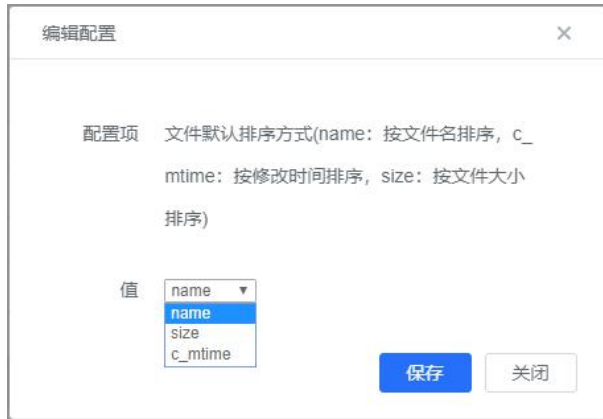 编辑配置 ×
配置项 文件默认排序方式(name：按文件名排序，c_
mtime：按修改时间排序，size：按文件大小
排序)
值 name ▼
name
size
c_mtime
保存 关闭